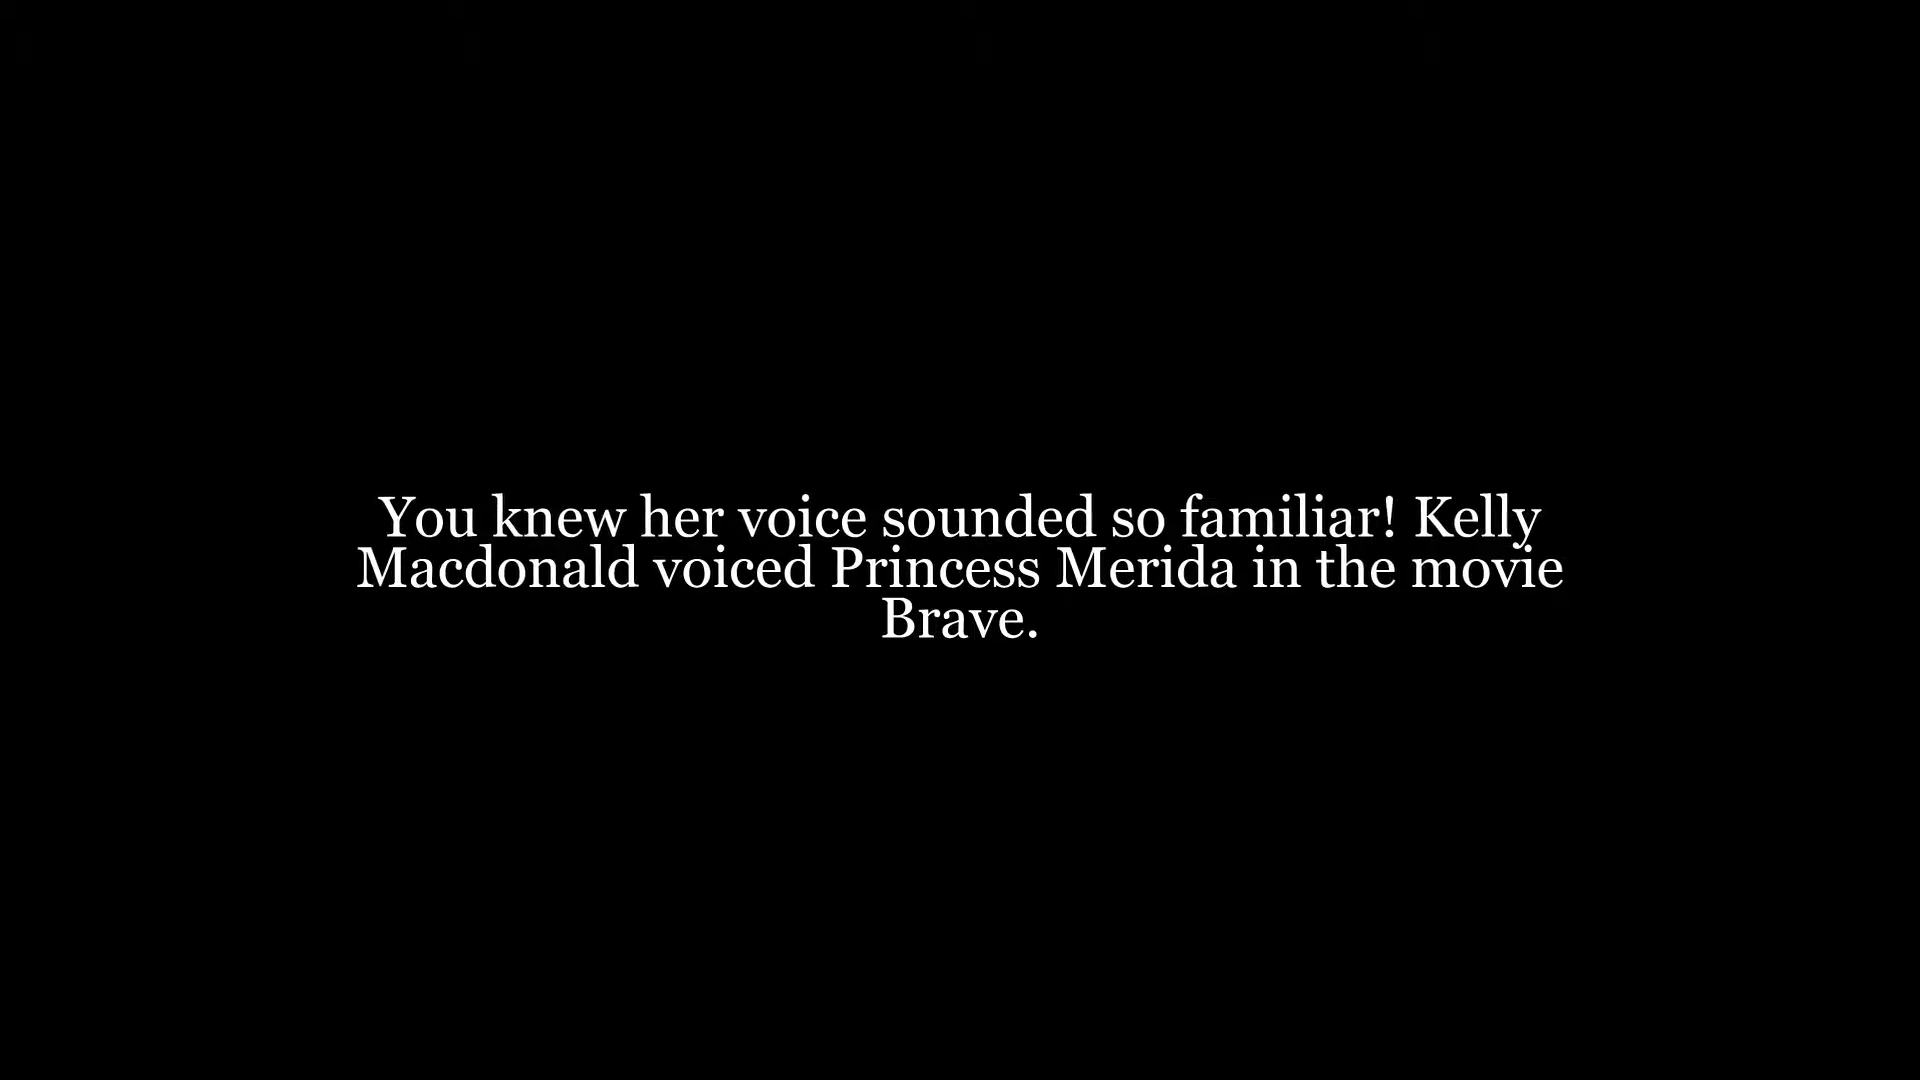 You knew her voice sounded so familiar! Kelly
Macdonald voiced Princess Merida in the movie
Brave.